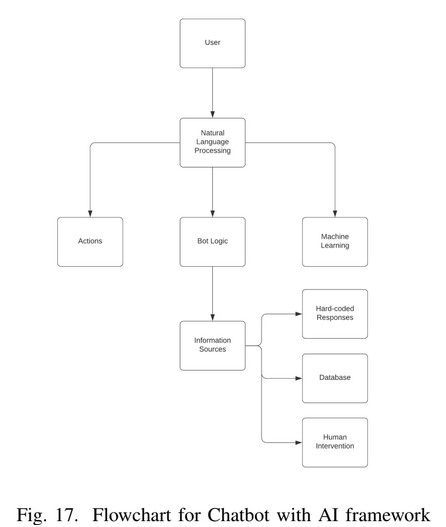 User
Natural
Language
Processing
Actions
Bot Logic
Machine
Learning
Hard-coded
Responses
Information
Sources
Database
Human
Intervention
Fig. 17. Flowchart for Chatbot with AI framework